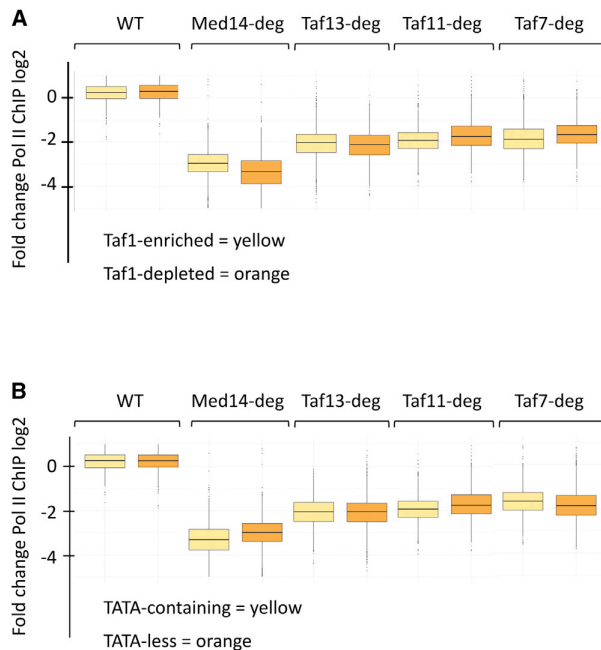 A
WT Med14-deg Taf13-deg Taf11-deg Taf7-deg
Fold change Pol II ChIP log2
0
-2
-4
Taf1-enriched = yellow
Taf1-depleted = orange
B
WT Med14-deg Taf13-deg Taf11-deg Taf7-deg
Fold change Pol II ChIP log2
0
-2
-4
TATA-containing = yellow
TATA-less = orange